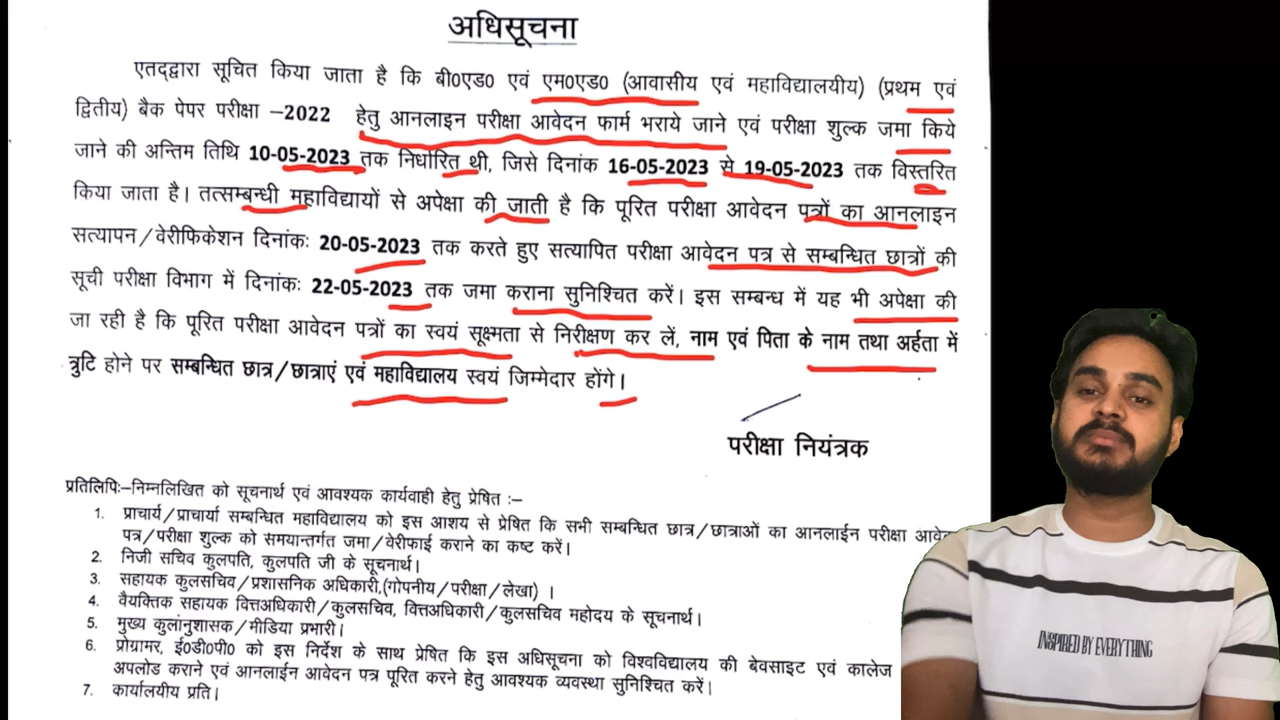 अधिसूचना
एतद्द्वारा सूचित किया जाता है कि बी0एड0 एवं एम0एड0 (आवासीय एवं महाविद्यालयीय) (प्रथम एवं
द्वितीय) बैक पेपर परीक्षा –2022 हेतु आनलाइन परीक्षा आवेदन फार्म भराये जाने एवं परीक्षा शुल्क जमा किये
जाने की अन्तिम तिथि 10-05-2023 तक निर्धारित थी, जिसे दिनांक 16-05-2023 से 19-05-2023 तक विस्तरित
किया जाता है। तत्सम्बन्धी महाविद्यायों से अपेक्षा की जाती है कि पूरित परीक्षा आवेदन पत्रों का आनलाइन
सत्यापन/वेरीफिकेशन दिनांकः 20-05-2023 तक करते हुए सत्यापित परीक्षा आवेदन पत्र से सम्बन्धित छात्रों की
सूची परीक्षा विभाग में दिनांकः 22-05-2023 तक जमा कराना सुनिश्चित करें। इस सम्बन्ध में यह भी अपेक्षा की
जा रही है कि पूरित परीक्षा आवेदन पत्रों का स्वयं सूक्ष्मता से निरीक्षण कर लें, नाम एवं पिता के नाम तथा अर्हता में
त्रुटि होने पर सम्बन्धित छात्र/छात्राएं एवं महाविद्यालय स्वयं जिम्मेदार होंगे।
परीक्षा नियंत्रक
प्रतिलिपिः–निम्नलिखित को सूचनार्थ एवं आवश्यक कार्यवाही हेतु प्रेषित :–
1. प्राचार्य/प्राचार्या सम्बन्धित महाविद्यालय को इस आशय से प्रेषित कि सभी सम्बन्धित छात्र/छात्राओं का आनलाईन परीक्षा आवे
पत्र/परीक्षा शुल्क को समयान्तर्गत जमा/वेरीफाई कराने का कष्ट करें।
2. निजी सचिव कुलपति, कुलपति जी के सूचनार्थ।
3. सहायक कुलसचिव/प्रशासनिक अधिकारी,(गोपनीय/परीक्षा/लेखा) ।
4. वैयक्तिक सहायक वित्तअधिकारी/कुलसचिव, वित्तअधिकारी/कुलसचिव महोदय के सूचनार्थ।
5. मुख्य कुलांनुशासक/मीडिया प्रभारी।
6. प्रोग्रामर, ई0डी0पी0 को इस निर्देश के साथ प्रेषित कि इस अधिसूचना को विश्वविद्यालय की बेवसाइट एवं कालेज
अपलोड कराने एवं आनलाईन आवेदन पत्र पूरित करने हेतु आवश्यक व्यवस्था सुनिश्चित करें।
7. कार्यालयीय प्रति।
INSPIRED BY EVERYTHING